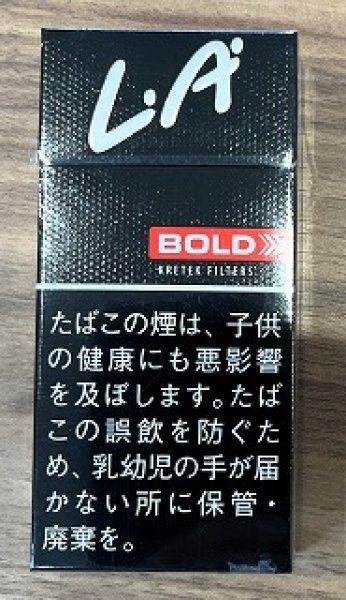 L.A.
BOLD
KRETEK FILTERS
たばこの煙は、子供
の健康にも悪影響
を及ぼします。たば
この誤飲を防ぐた
め、乳幼児の手が届
かない所に保管・
廃棄を。